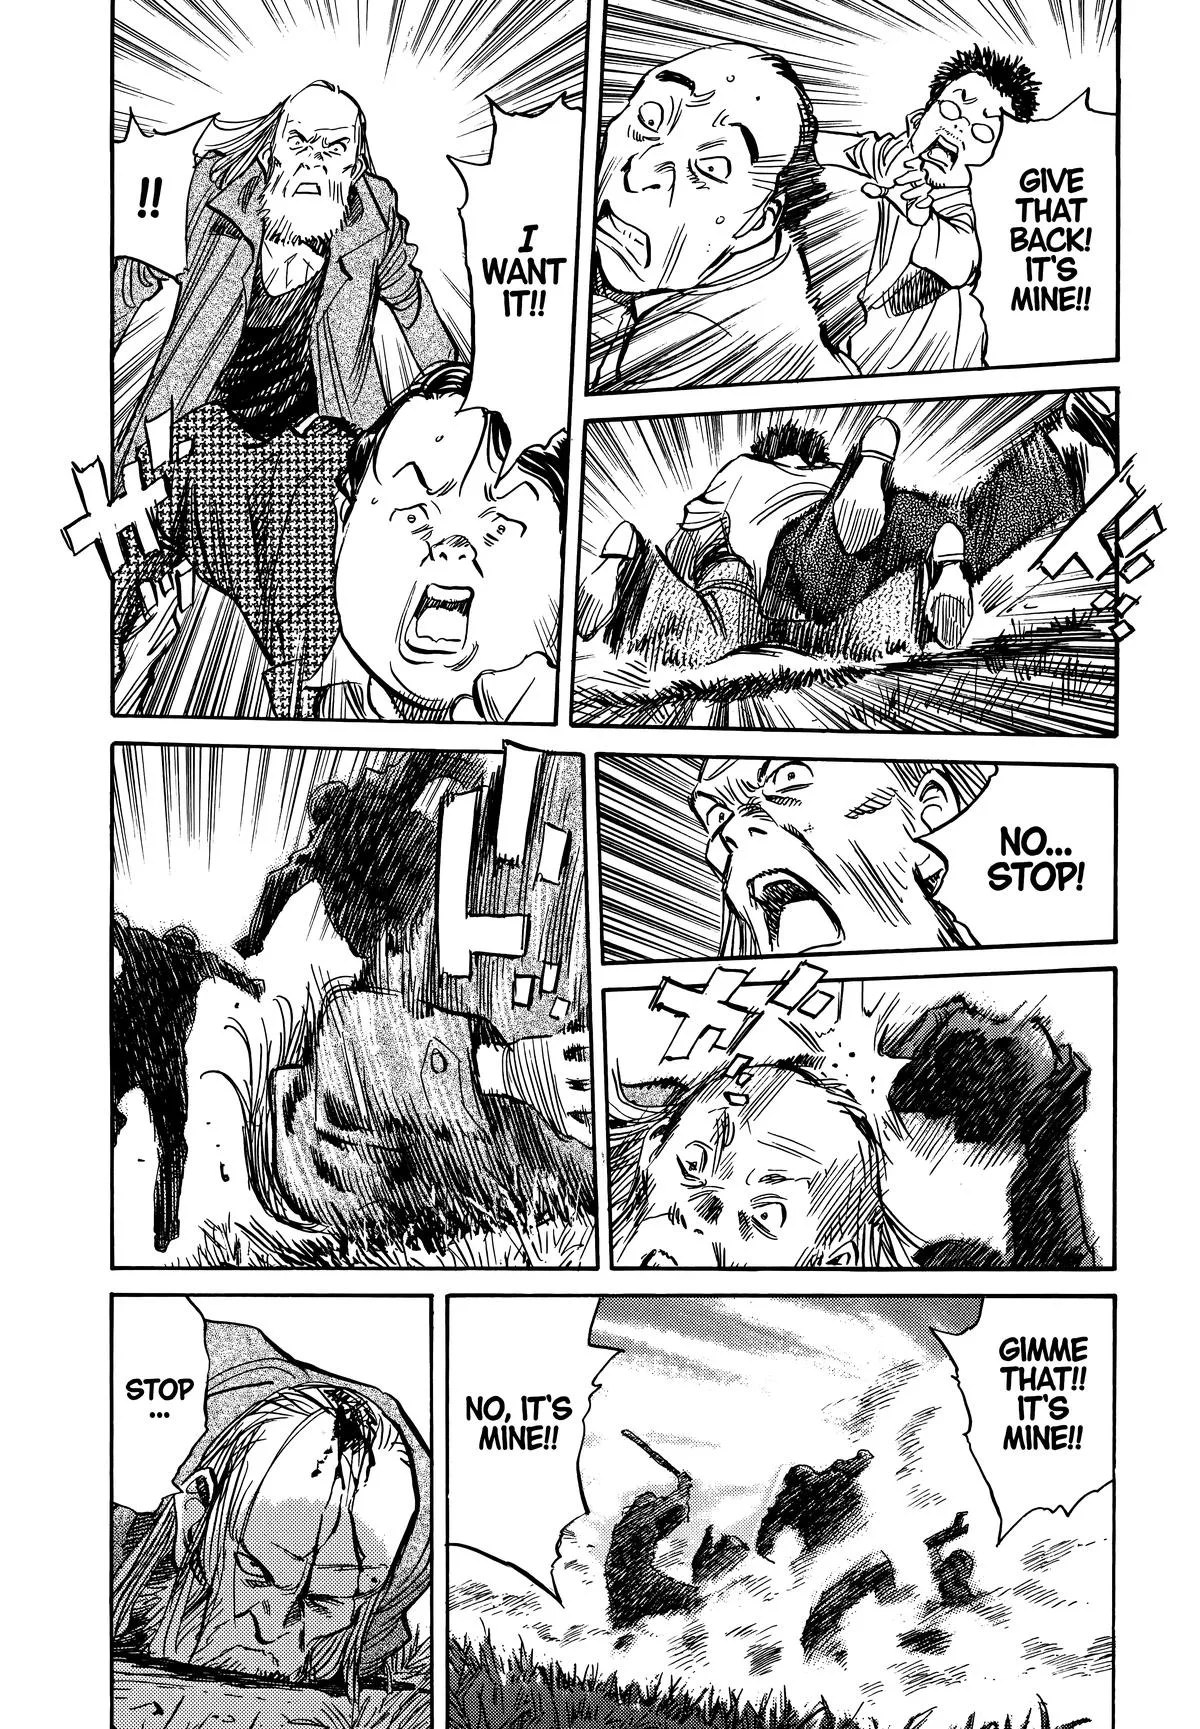 GIVE
THAT
BACK!
IT'S
MINE!!
I
WANT
IT!!
!!
NO...
STOP!
GIMME
THAT!!
IT'S
MINE!!
NO, IT'S
MINE!!
STOP
...